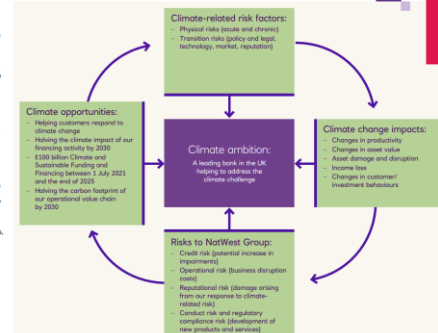 Climate-related risk factors:
– Physical risks (acute and chronic)
– Transition risks (policy and legal,
technology, market, reputation)
Climate opportunities:
– Helping customers respond to
climate change
– Halving the climate impact of our
financing activity by 2030
– £100 billion Climate and
Sustainable Funding and
Financing between 1 July 2021
and the end of 2025
– Halving the carbon footprint of
our operational value chain
by 2030
Climate ambition:
A leading bank in the UK
helping to address the
climate challenge
Climate change impacts:
– Changes in productivity
– Changes in asset value
– Asset damage and disruption
– Income loss
– Changes in customer/
investment behaviours
Risks to NatWest Group:
– Credit risk (potential increase in
impairments)
– Operational risk (business disruption
costs)
– Reputational risk (damage arising
from our response to climate-
related risk)
– Conduct risk and regulatory
compliance risk (development of
new products and services)